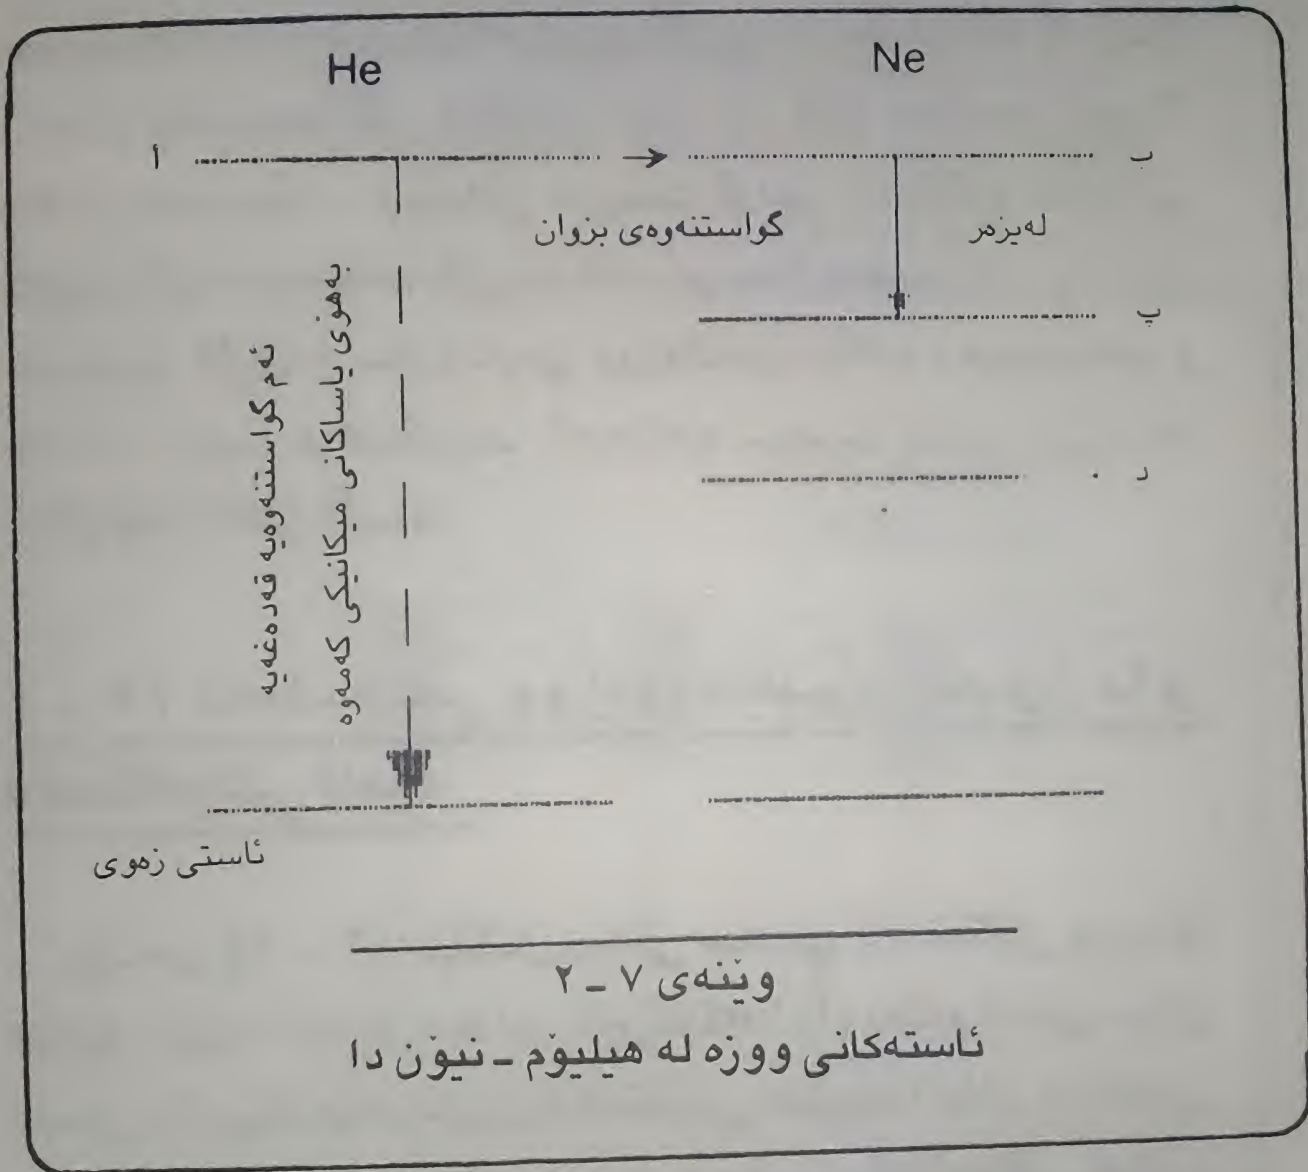 He
Ne
أ
ب
گواستنەوەی بزوان
لەیزەر
پ
د
ئەم گواستنەوەیە قەدەغەیە
بەهۆی یاساکانی میکانیکی کەمەوە
ئاستی زەوی
وێنەی ٧ ـ ٢
ئاستەکانی ووزە لە هیلیۆم ـ نیۆن دا